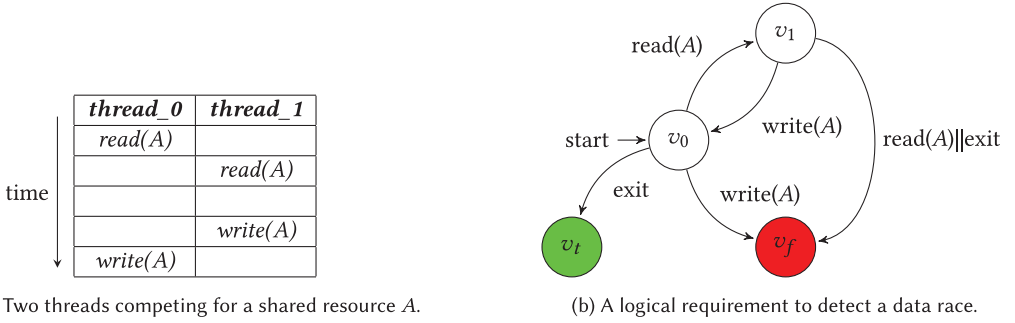 thread_0 thread_1
read(A)
read(A)
time
write(A)
write(A)
Two threads competing for a shared resource A.
v1
read(A)
write(A)
start
v0
read(A)||exit
exit
write(A)
vt
vf
(b) A logical requirement to detect a data race.